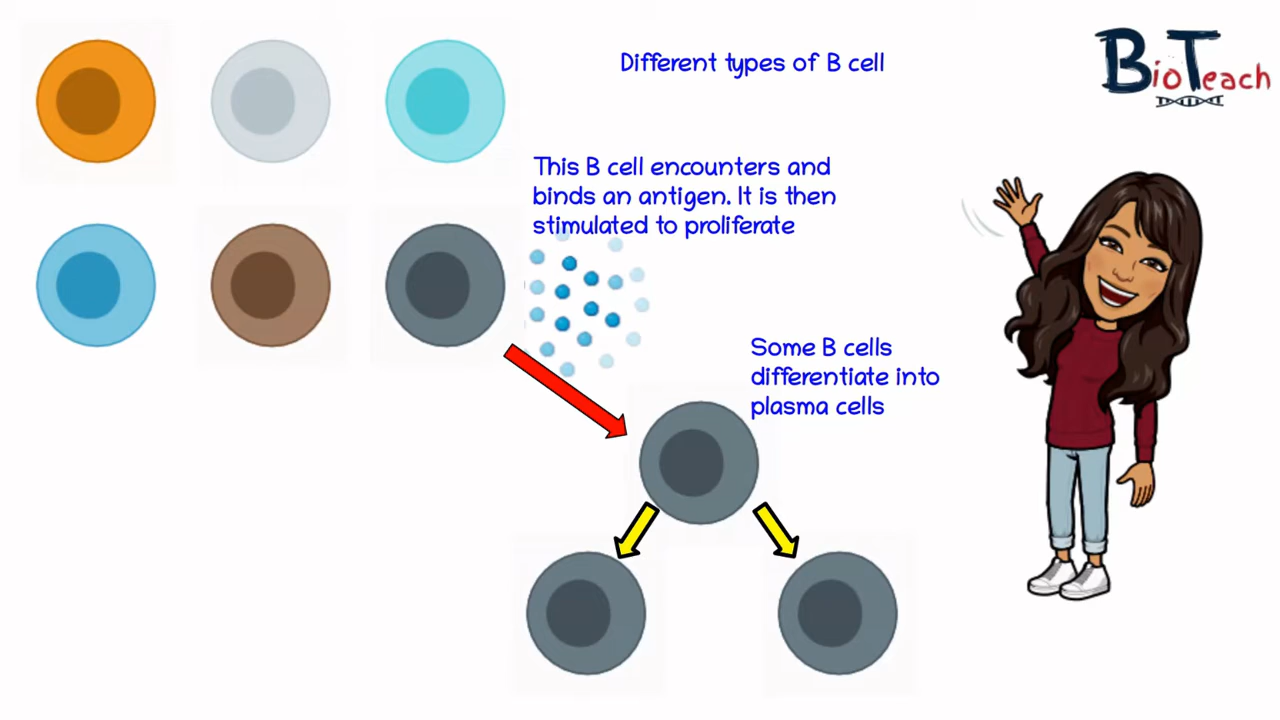 Different types of B cell
BioTeach
This B cell encounters and
binds an antigen. It is then
stimulated to proliferate
Some B cells
differentiate into
plasma cells